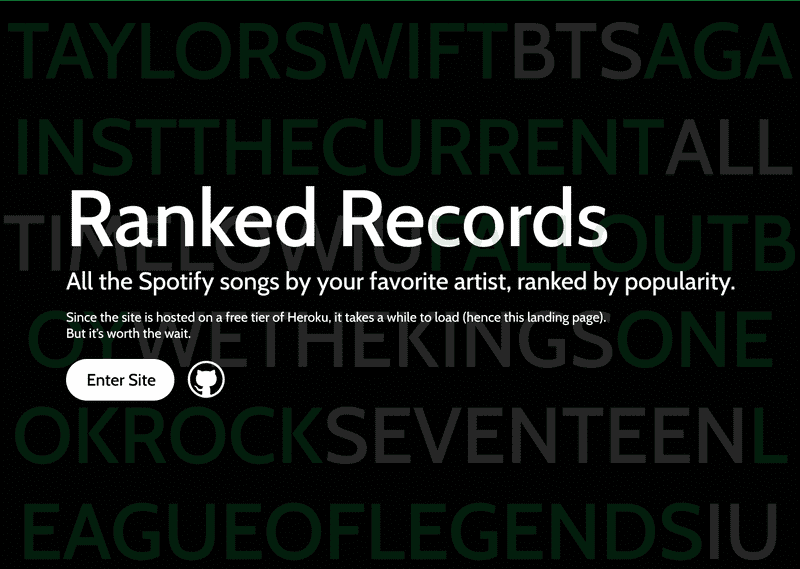 TAYLORSWIFTBTSAGA
INSTTHECURRENTALL
Ranked Records
TIMELOWIUFALLOUTB
All the Spotify songs by your favorite artist, ranked by popularity.
Since the site is hosted on a free tier of Heroku, it takes a while to load (hence this landing page).
But it's worth the wait.
OYWETHEKINGSONE
Enter Site
OKROCKSEVENTEENL
EAGUEOFLEGENDSIU